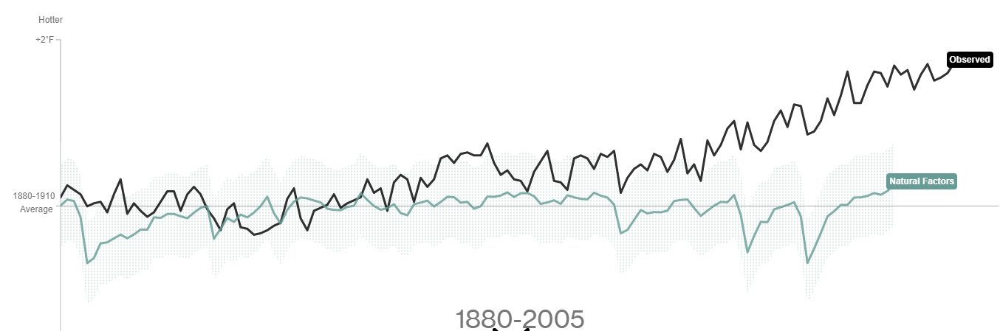 Hotter
+2°F
Observed
Natural Factors
1880-1910
Average
1880-2005